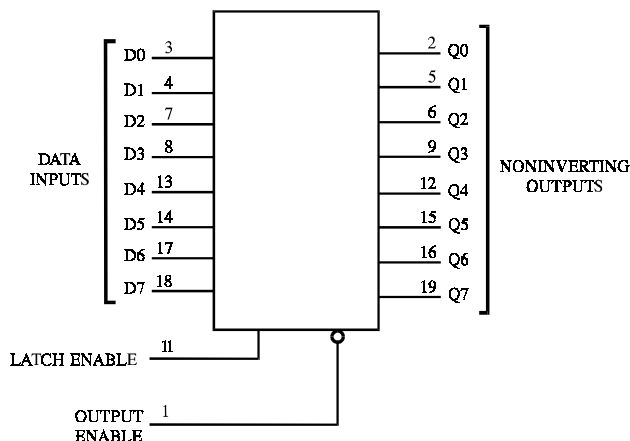 D0 3
D1 4
D2 7
D3 8
D4 13
D5 14
D6 17
D7 18
DATA
INPUTS
2 Q0
5 Q1
6 Q2
9 Q3
12 Q4
15 Q5
16 Q6
19 Q7
NONINVERTING
OUTPUTS
LATCH ENABLE 11
OUTPUT 1
ENABLE